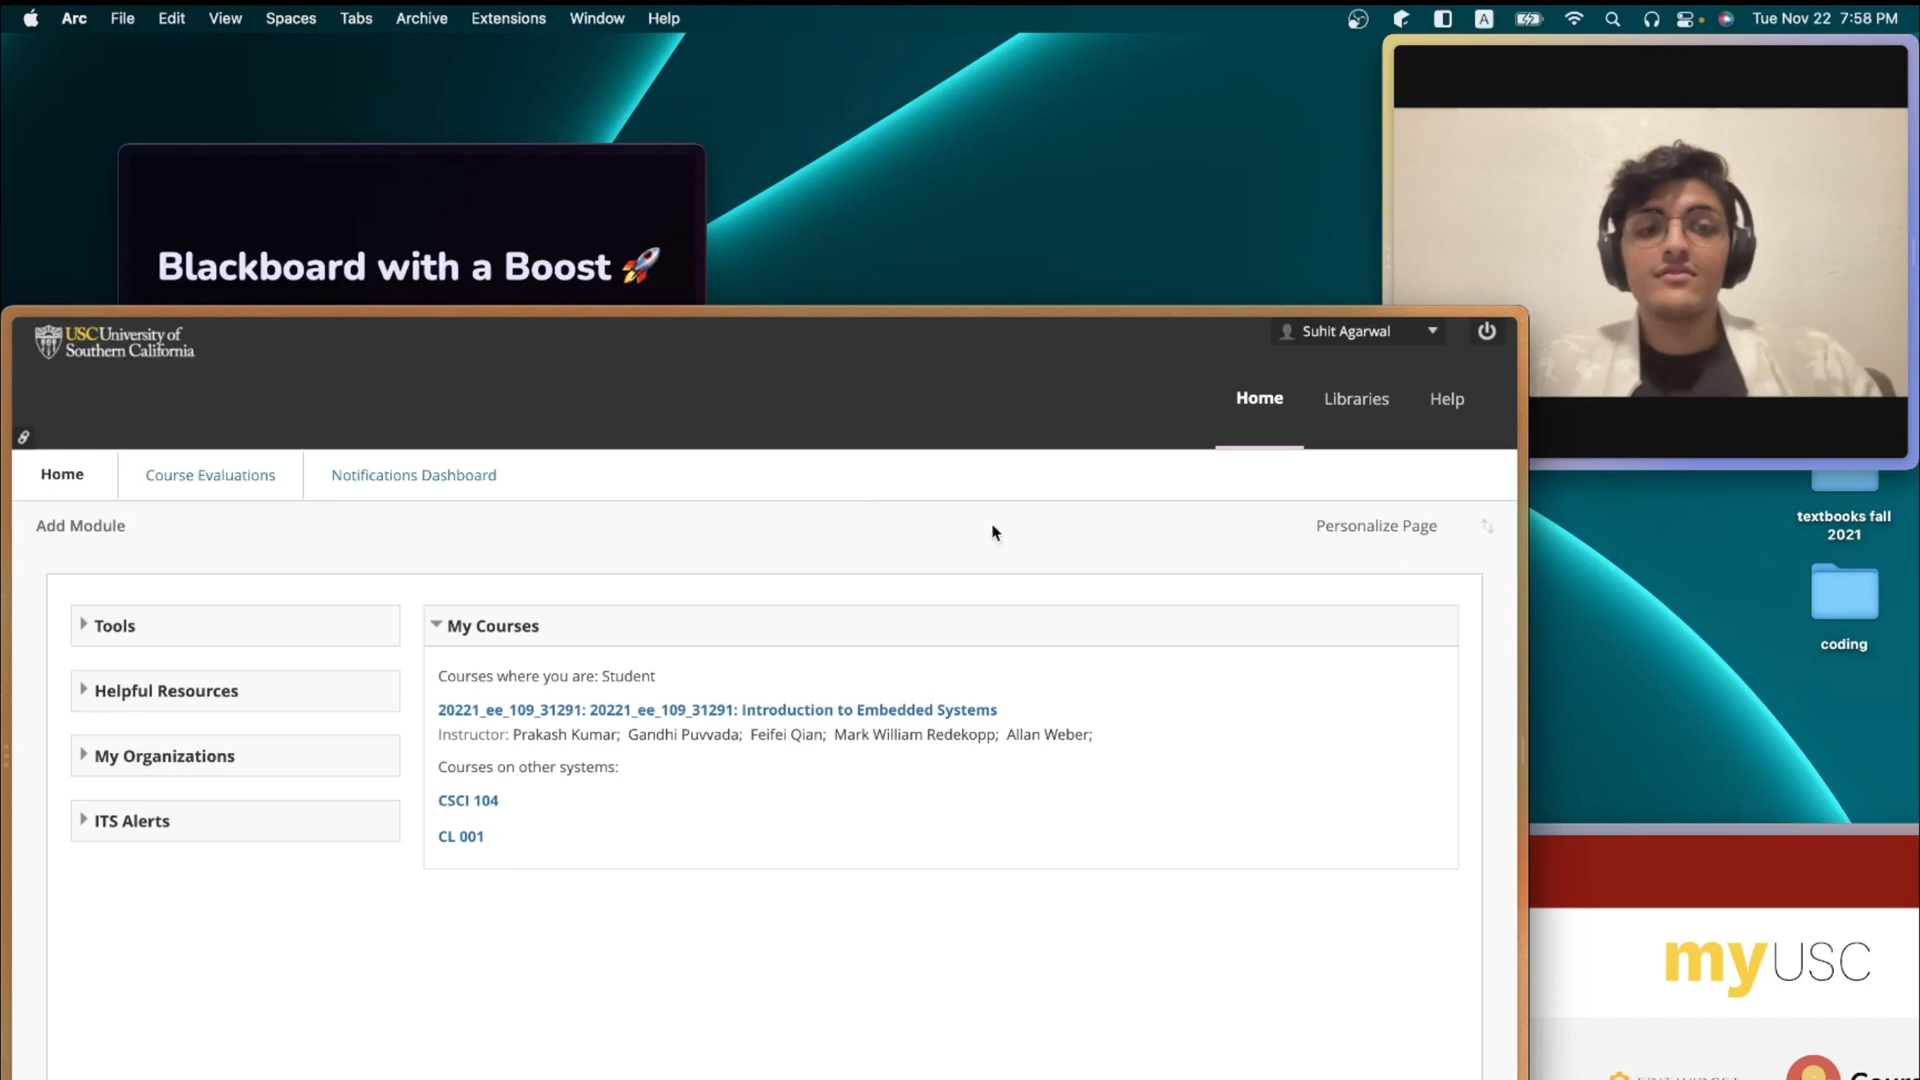 Arc File Edit View Spaces Tabs Archive Extensions Window Help
A Tue Nov 22 7:58 PM
Blackboard with a Boost 🚀
USC University of
Southern California
Suhit Agarwal
Home Libraries Help
Home Course Evaluations Notifications Dashboard
Add Module Personalize Page
Tools
Helpful Resources
My Organizations
ITS Alerts
My Courses
Courses where you are: Student
20221_ee_109_31291: 20221_ee_109_31291: Introduction to Embedded Systems
Instructor: Prakash Kumar; Gandhi Puvvada; Feifei Qian; Mark William Redekopp; Allan Weber;
Courses on other systems:
CSCI 104
CL 001
textbooks fall
2021
coding
myUSC